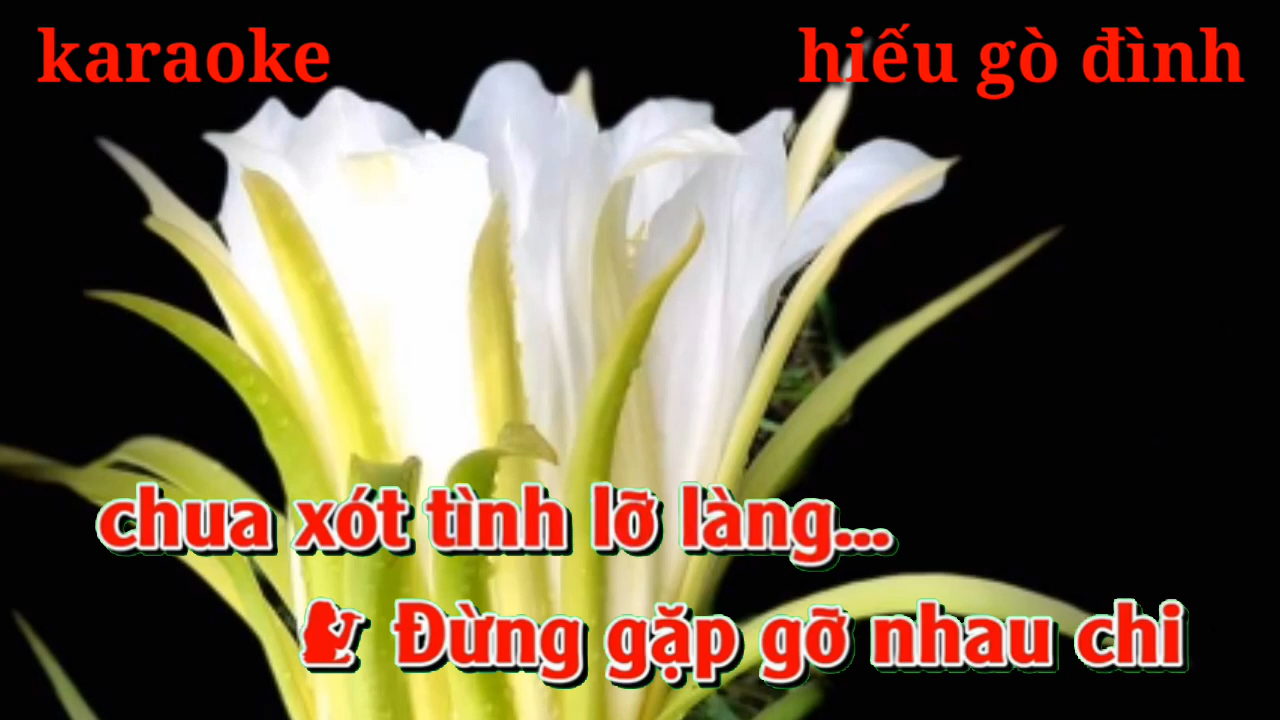 karaoke
hiếu gò đình
chua xót tình lỡ làng...
Đừng gặp gỡ nhau chi